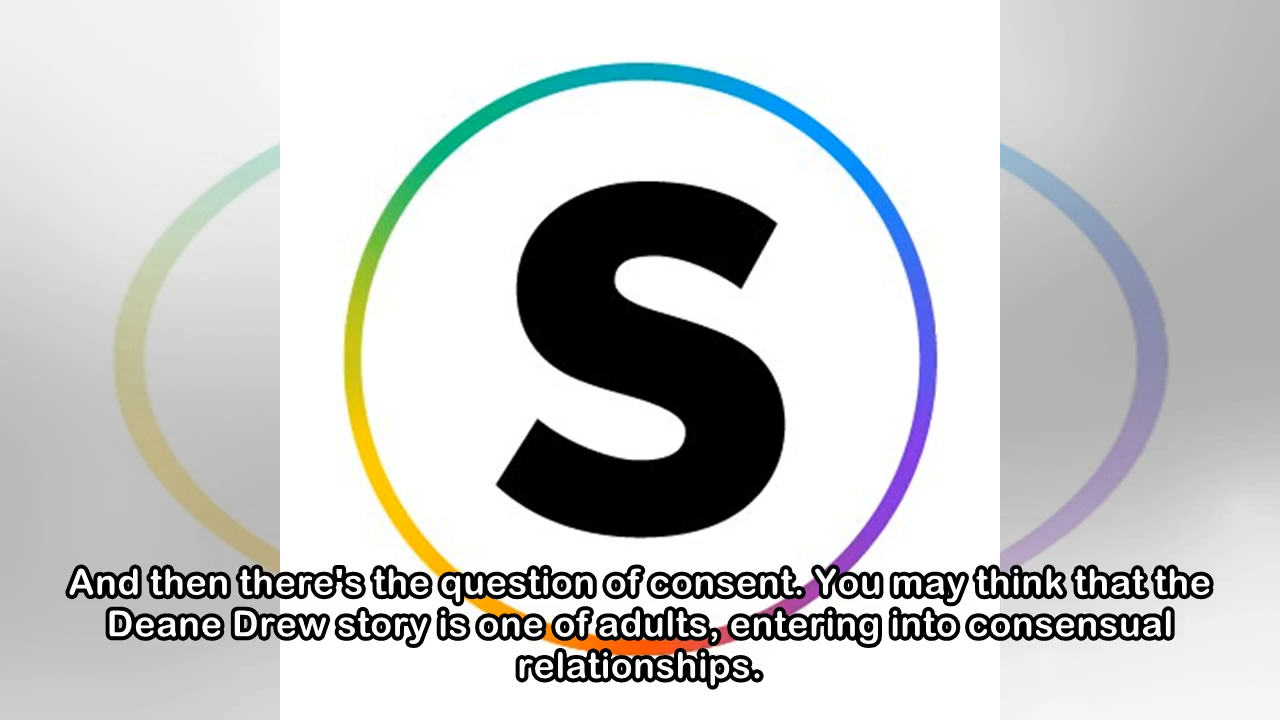 S
And then there's the question of consent. You may think that the
Deane Drew story is one of adults, entering into consensual
relationships.